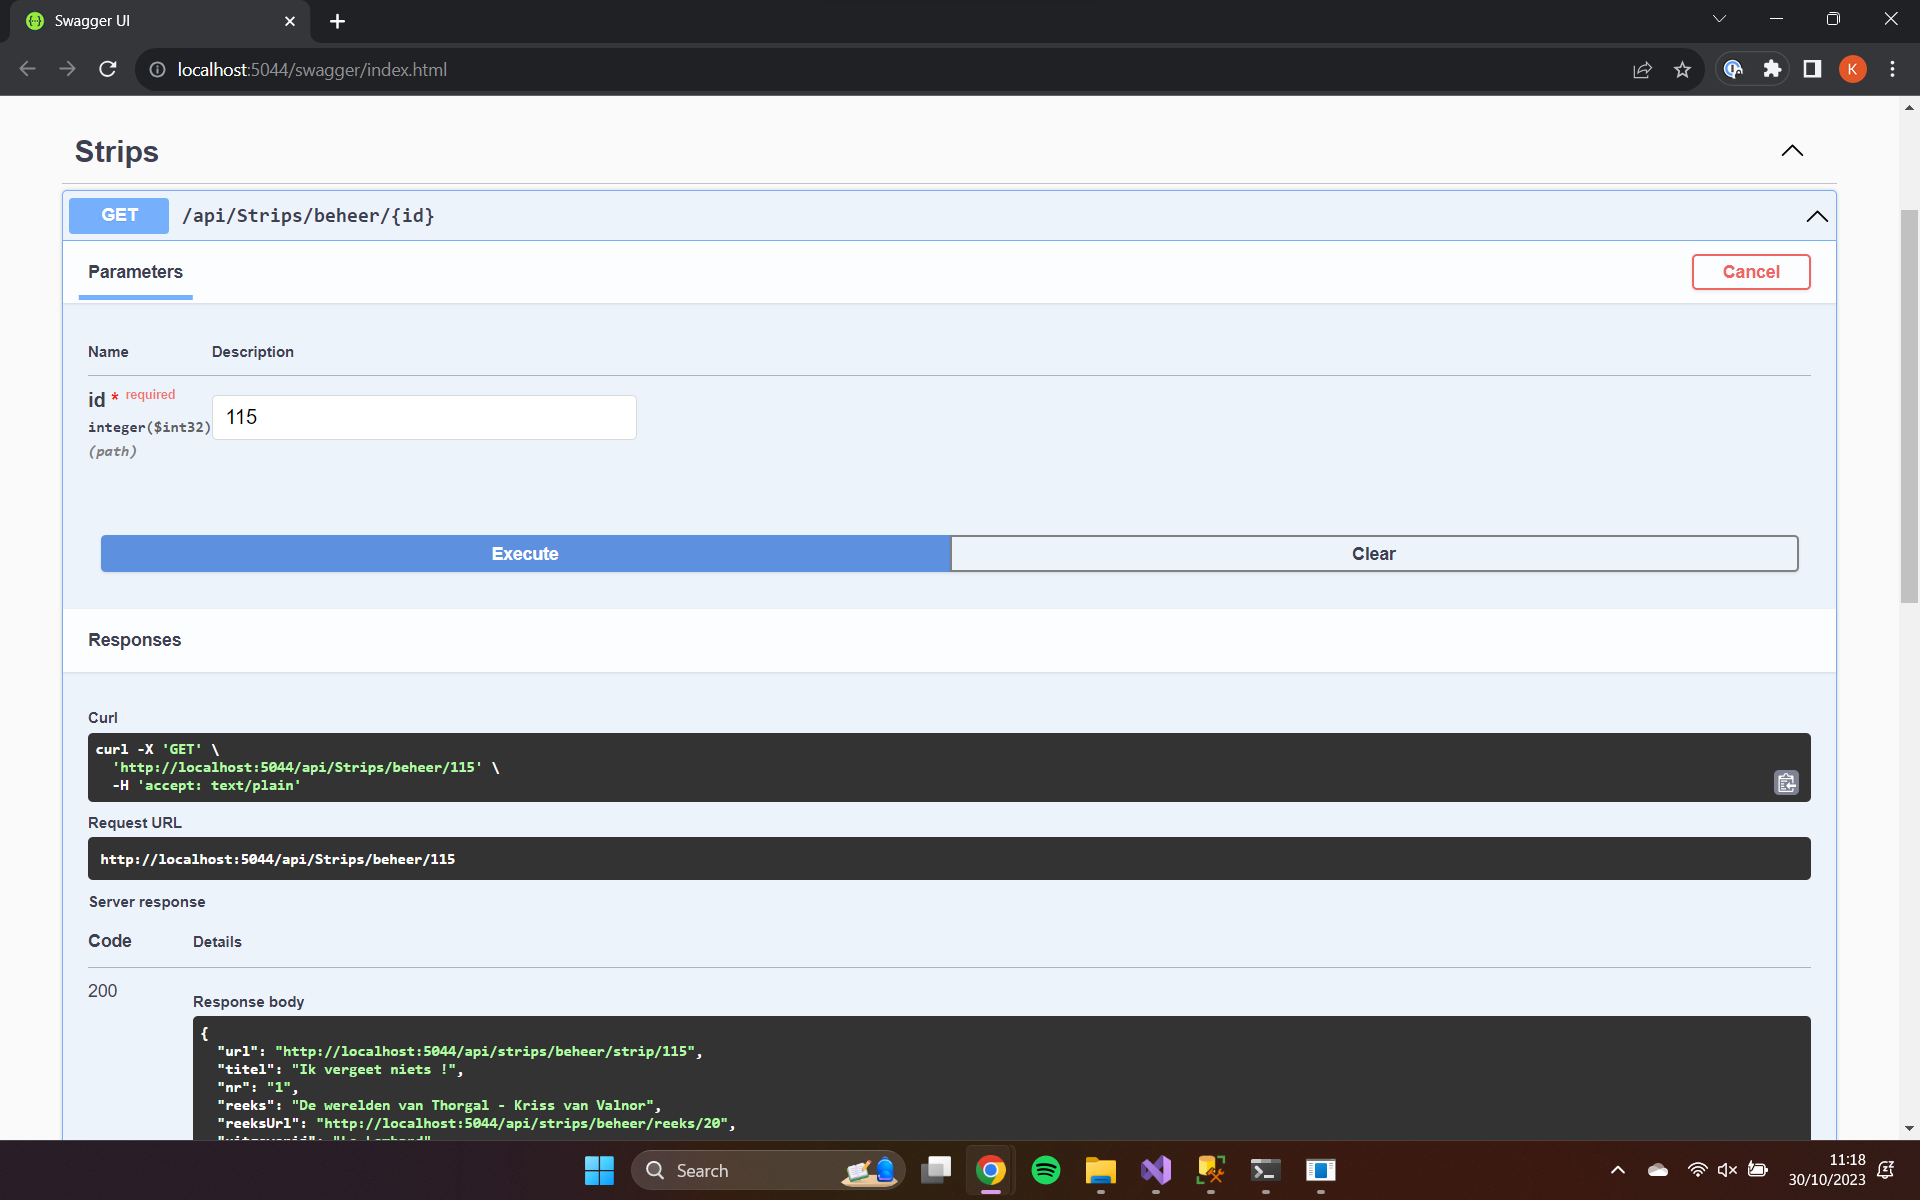 Swagger UI
localhost:5044/swagger/index.html
K
Strips
GET /api/Strips/beheer/{id}
Parameters
Cancel
Name Description
id * required
115
integer($int32)
(path)
Execute
Clear
Responses
Curl
curl -X 'GET' \
'http://localhost:5044/api/Strips/beheer/115' \
-H 'accept: text/plain'
Request URL
http://localhost:5044/api/Strips/beheer/115
Server response
Code Details
200
Response body
{
"url": "http://localhost:5044/api/strips/beheer/strip/115",
"titel": "Ik vergeet niets !",
"nr": "1",
"reeks": "De werelden van Thorgal - Kriss van Valnor",
"reeksUrl": "http://localhost:5044/api/strips/beheer/reeks/20",
Search
11:18
30/10/2023